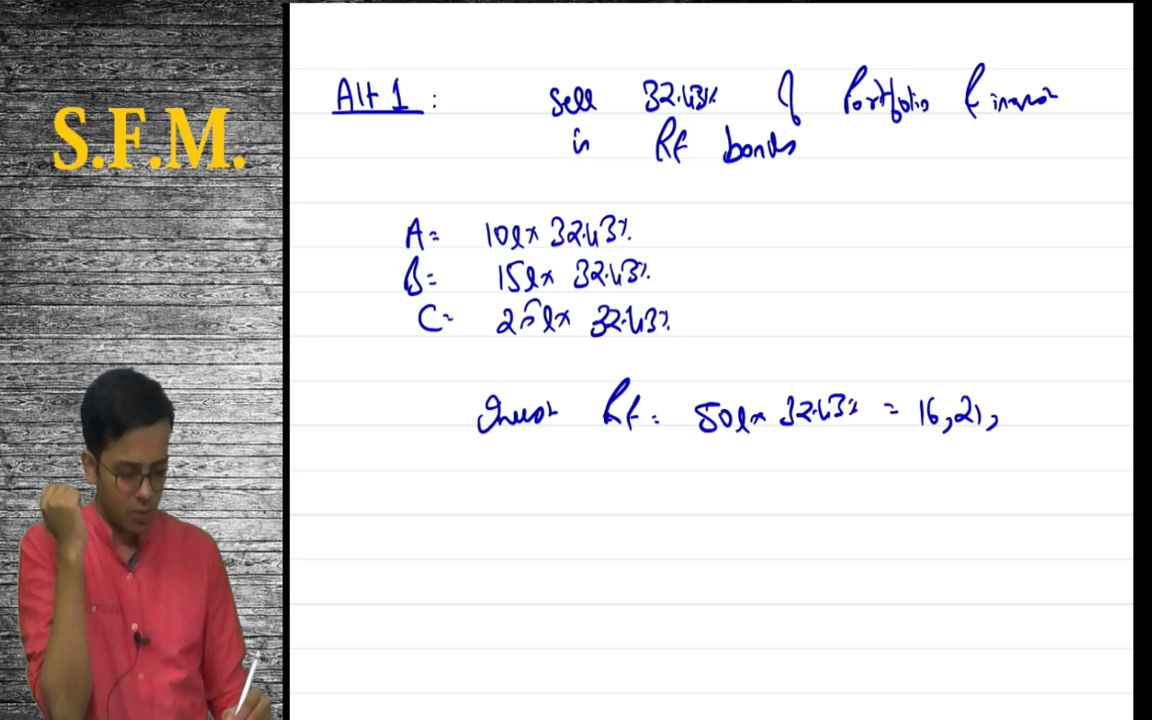 S.F.M.
Alt 1 : Sell 32.43% of Portfolio & invest
in Rf bonds
A= 10l× 32.43%
B= 15l× 32.43%
C= 25l× 32.43%
Invest Rf = 50l× 32.43% = 16,21,